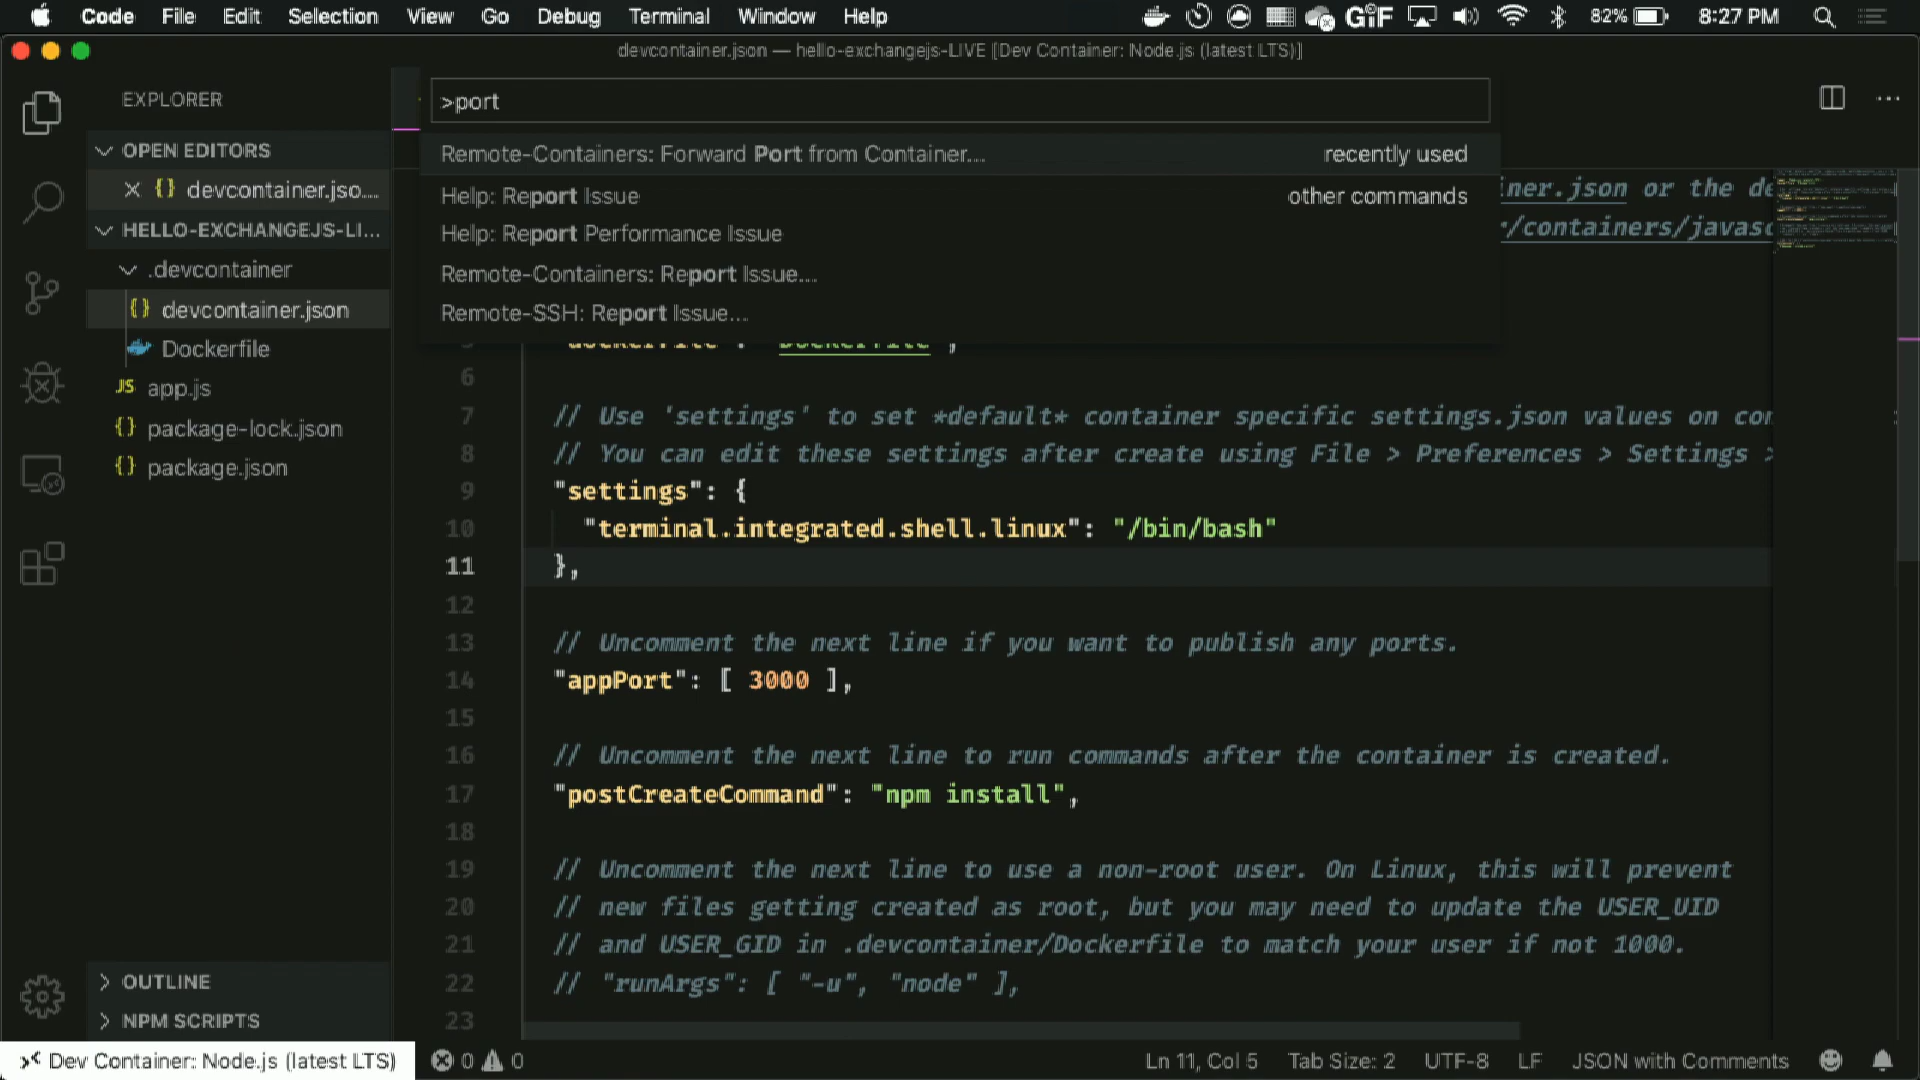 Code File Edit Selection View Go Debug Terminal Window Help GIF 82% 8:27 PM
devcontainer.json — hello-exchangejs-LIVE [Dev Container: Node.js (latest LTS)]
EXPLORER
OPEN EDITORS
devcontainer.jso...
HELLO-EXCHANGEJS-LI...
.devcontainer
devcontainer.json
Dockerfile
JS app.js
package-lock.json
package.json
OUTLINE
NPM SCRIPTS
>port
Remote-Containers: Forward Port from Container... recently used
Help: Report Issue other commands
Help: Report Performance Issue
Remote-Containers: Report Issue...
Remote-SSH: Report Issue...
iner.json or the de
r/containers/javasc
6
7 // Use 'settings' to set *default* container specific settings.json values on con
8 // You can edit these settings after create using File > Preferences > Settings >
9 "settings": {
10 "terminal.integrated.shell.linux": "/bin/bash"
11 },
12
13 // Uncomment the next line if you want to publish any ports.
14 "appPort": [ 3000 ],
15
16 // Uncomment the next line to run commands after the container is created.
17 "postCreateCommand": "npm install",
18
19 // Uncomment the next line to use a non-root user. On Linux, this will prevent
20 // new files getting created as root, but you may need to update the USER_UID
21 // and USER_GID in .devcontainer/Dockerfile to match your user if not 1000.
22 // "runArgs": [ "-u", "node" ],
23
Dev Container: Node.js (latest LTS) 0 0 Ln 11, Col 5 Tab Size: 2 UTF-8 LF JSON with Comments